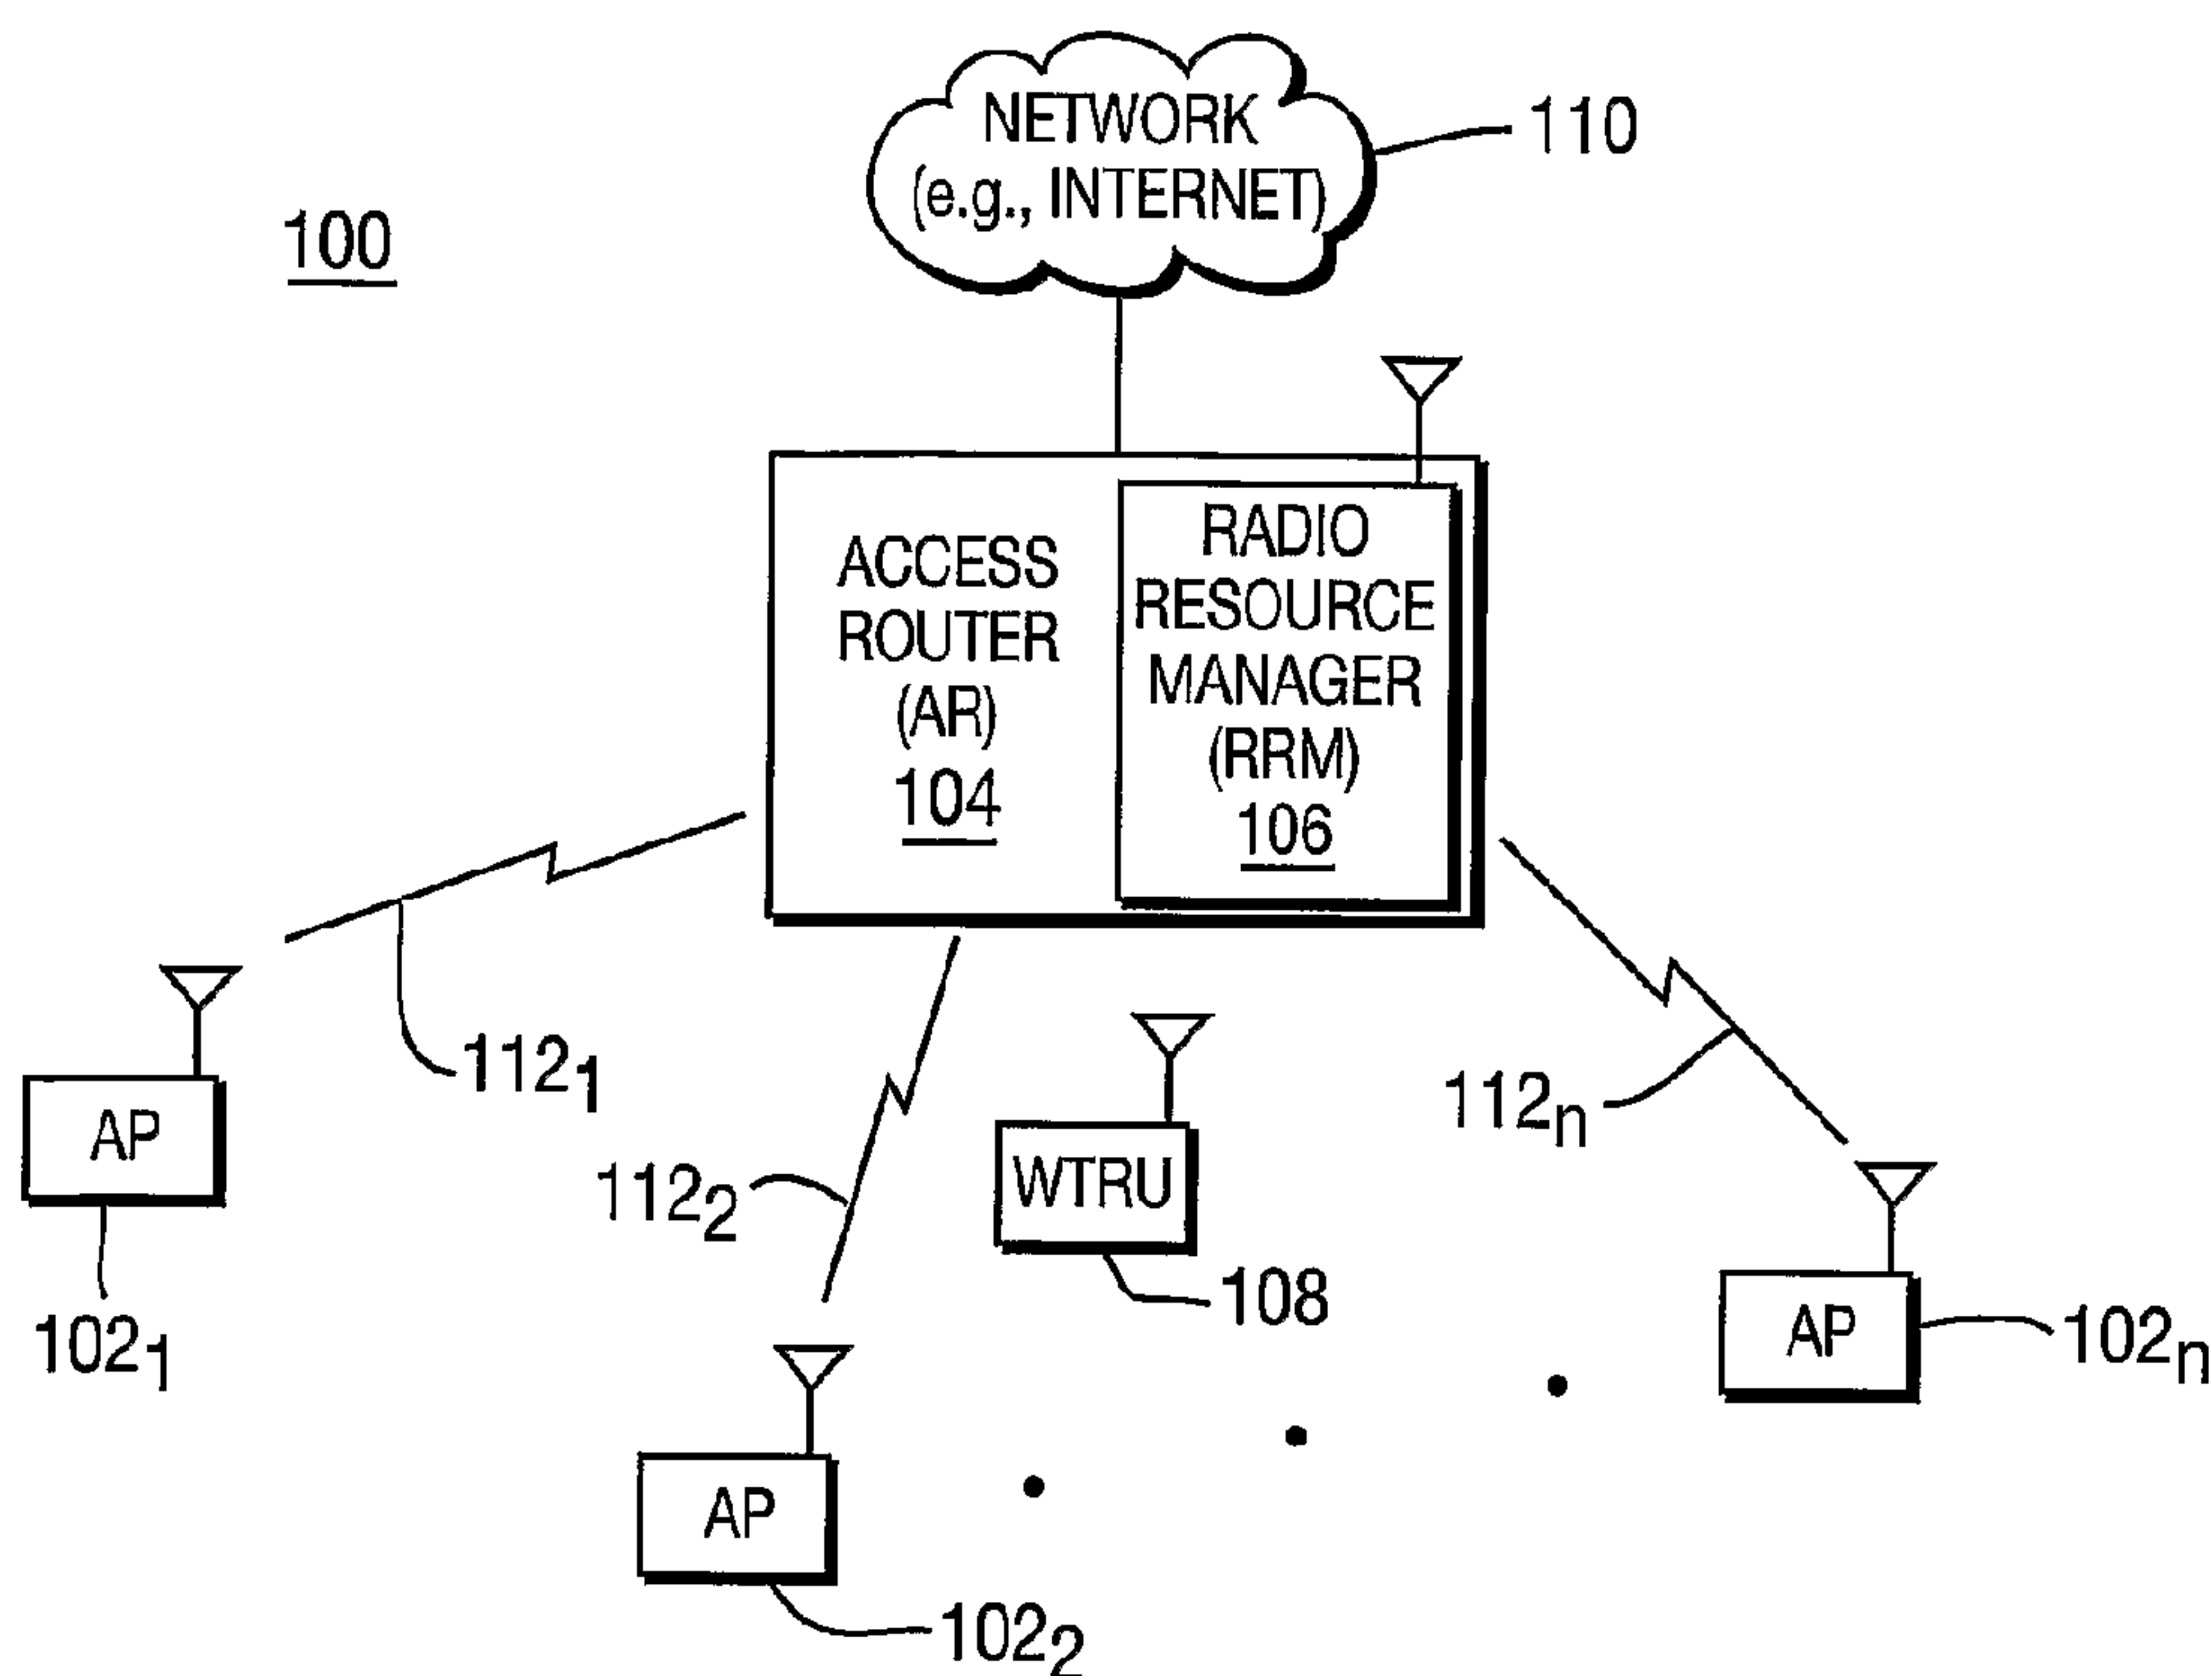 NETWORK
(e.g., INTERNET)
110
100
ACCESS
ROUTER
(AR)
104
RADIO
RESOURCE
MANAGER
(RRM)
106
112₁
AP
102₁
112₂
WTRU
108
112ₙ
AP
102ₙ
AP
102₂